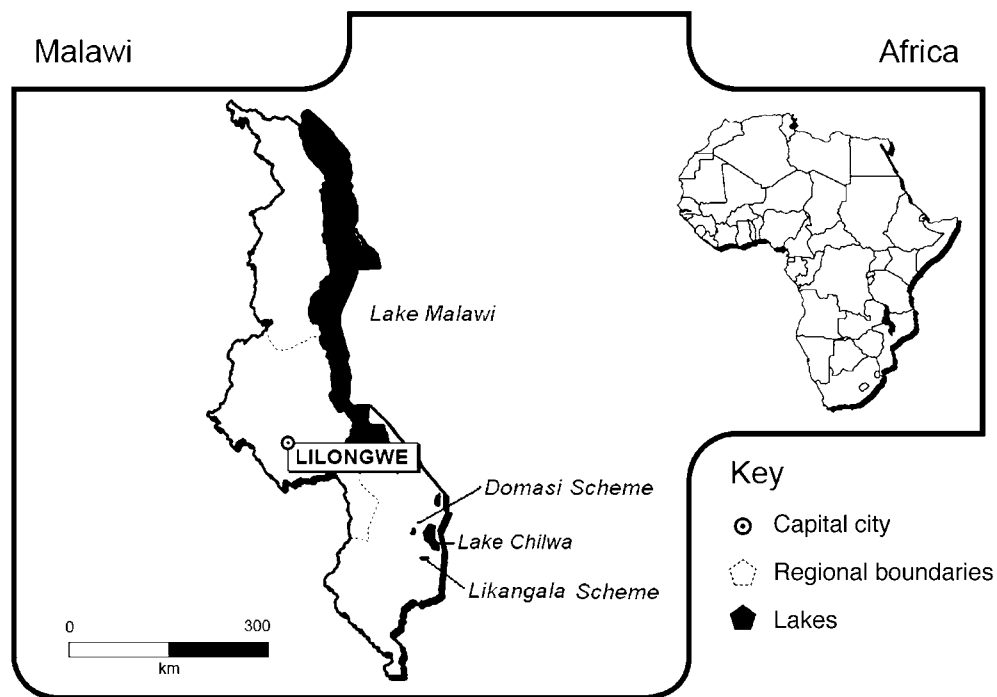 Malawi
Africa
Lake Malawi
LILONGWE
Domasi Scheme
Lake Chilwa
Likangala Scheme
0 300
km
Key
Capital city
Regional boundaries
Lakes